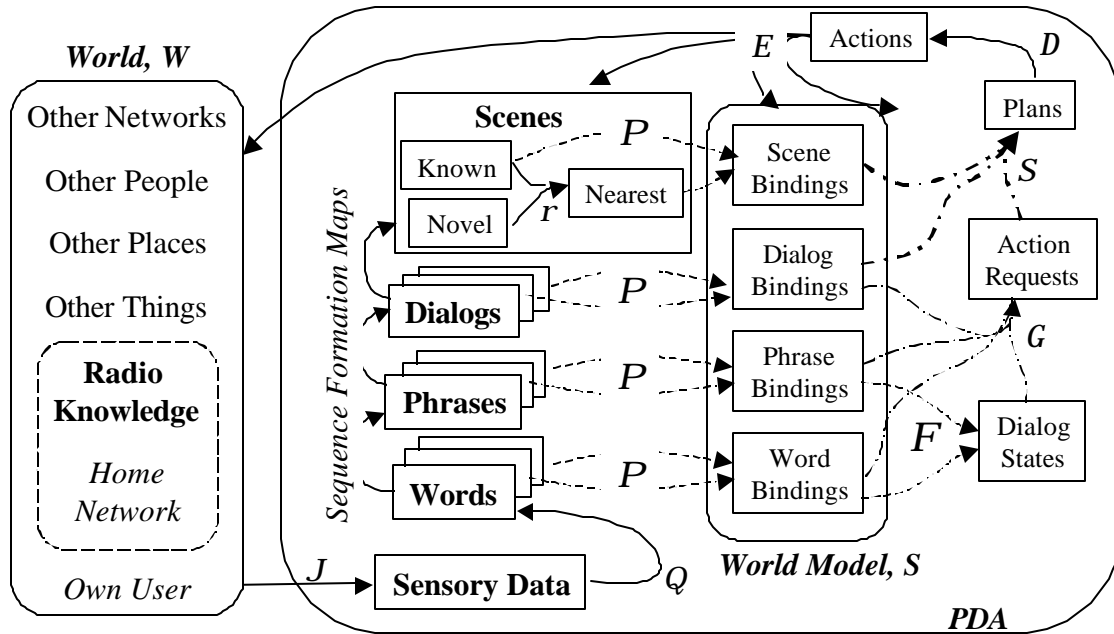 World, W
Other Networks
Other People
Other Places
Other Things
Radio
Knowledge
Home
Network
Own User
J
Sensory Data
Q
Sequence Formation Maps
Scenes
Known
Novel
r
Nearest
Dialogs
Phrases
Words
P
P
P
P
E
Actions
D
Plans
S
Scene
Bindings
Dialog
Bindings
Phrase
Bindings
Word
Bindings
World Model, S
Action
Requests
G
F
Dialog
States
PDA